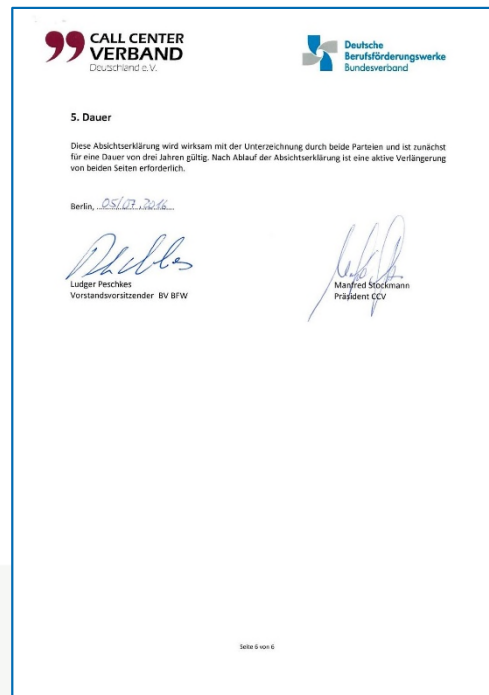 CALL CENTER
VERBAND
Deutschland e.V.
Deutsche
Berufsförderungswerke
Bundesverband
5. Dauer
Diese Absichtserklärung wird wirksam mit der Unterzeichnung durch beide Parteien und ist zunächst
für eine Dauer von drei Jahren gültig. Nach Ablauf der Absichtserklärung ist eine aktive Verlängerung
von beiden Seiten erforderlich.
Berlin, 05/07.2016
Ludger Peschkes
Vorstandsvorsitzender BV BFW
Manfred Stockmann
Präsident CCV
Seite 6 von 6